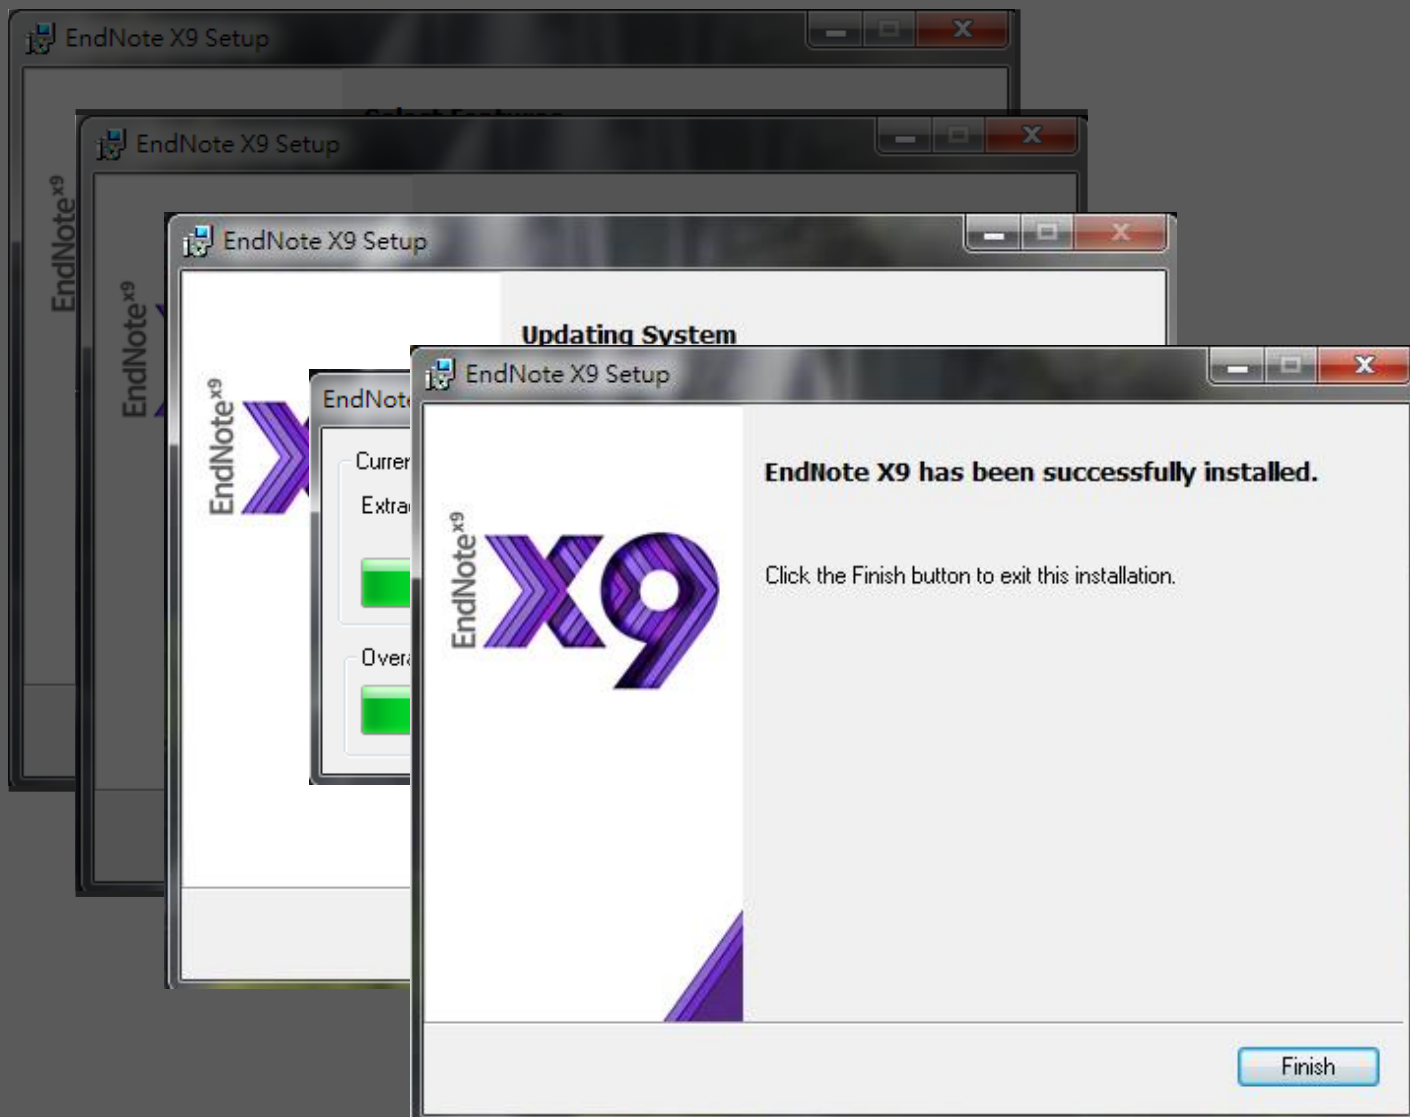 EndNote X9 Setup
Select Features
EndNote X9
EndNote X9 Setup
EndNote X9
EndNote X9 Setup
Updating System
EndNote X9
EndNote X9 Setup
EndNote X9 has been successfully installed.
Click the Finish button to exit this installation.
EndNote X9
X9
Finish